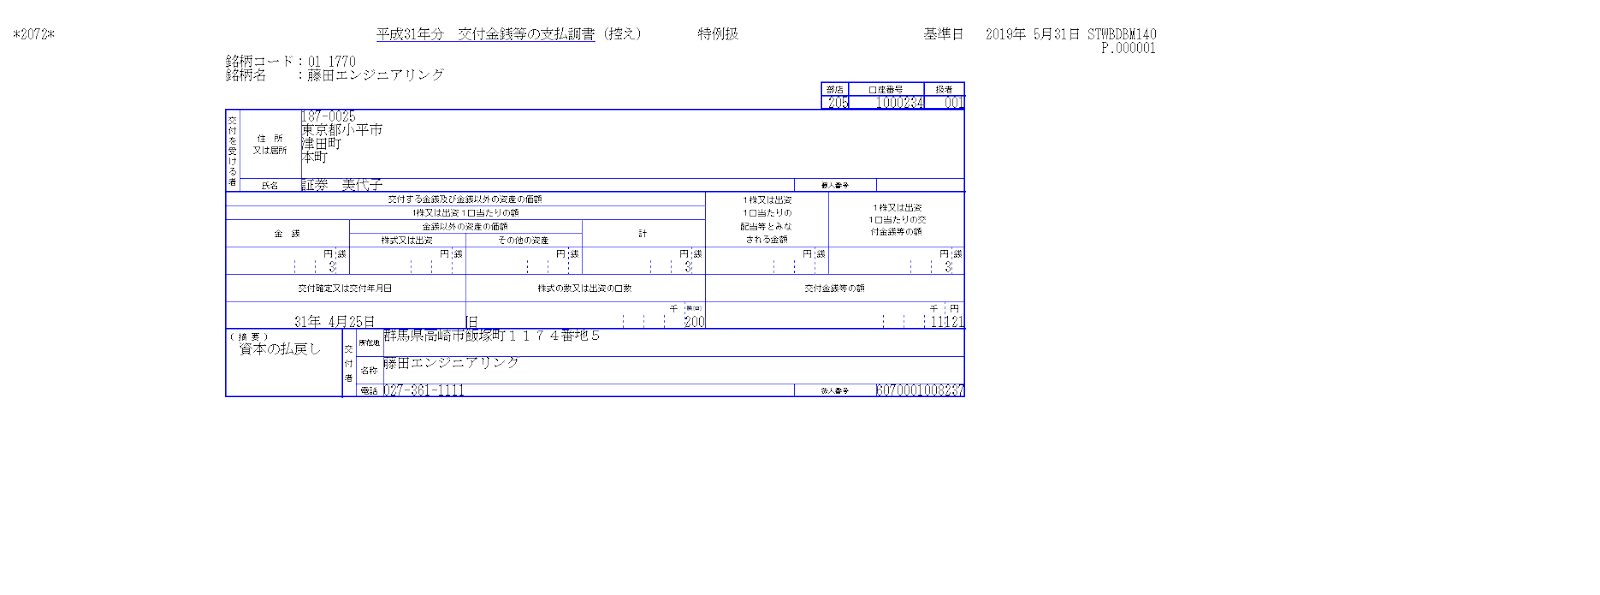 *2072*
平成31年分　交付金銭等の支払調書（控え）　特例扱
基準日　2019年 5月31日 STWBDBM140
P.000001
銘柄コード：01 1770
銘柄名　　：藤田エンジニアリング
部店　口座番号　扱者
205　1000234　001
交付を受ける者
住　所
又は居所
187-0025
東京都小平市
津田町
本町
氏名　証券　美代子　個人番号
交付する金銭及び金銭以外の資産の価額
1株又は出資1口当たりの額
金　銭
金銭以外の資産の価額
株式又は出資　その他の資産
計
1株又は出資
1口当たりの
配当等とみな
される金額
1株又は出資
1口当たりの交
付金銭等の額
円 銭　円 銭　円 銭　円 銭　円 銭　円 銭
3　3　3
交付確定又は交付年月日　株式の数又は出資の口数　交付金銭等の額
千　株(口)　千　円
31年 4月25日　日　200　11121
（摘要）
資本の払戻し
交付者
所在地　群馬県高崎市飯塚町１１７４番地５
名称　藤田エンジニアリング
電話　027-361-1111　法人番号　6070001008237